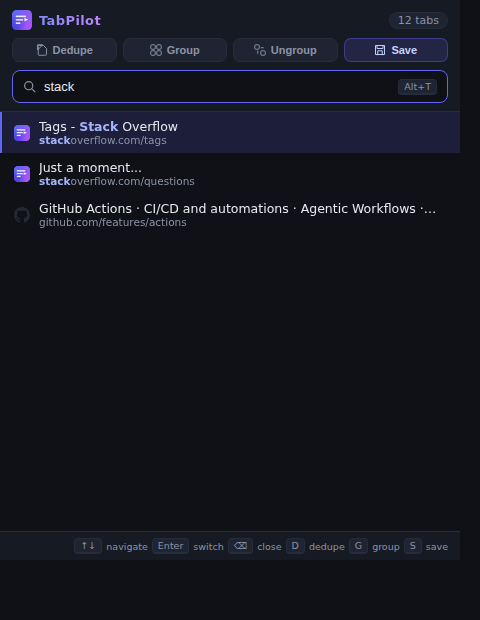 TabPilot
12 tabs
Dedupe Group Ungroup Save
stack Alt+T
Tags - Stack Overflow
stackoverflow.com/tags
Just a moment...
stackoverflow.com/questions
GitHub Actions · CI/CD and automations · Agentic Workflows ·…
github.com/features/actions
↑↓ navigate Enter switch ⌫ close D dedupe G group S save